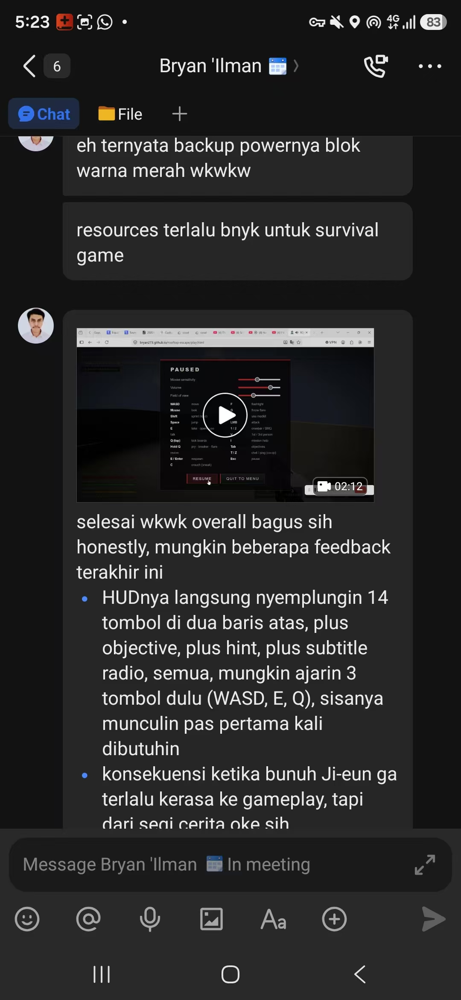 5:23
4G
83
6
Bryan 'Ilman
Chat
File
eh ternyata backup powernya blok
warna merah wkwkw
resources terlalu bnyk untuk survival
game
bryan273.github.io/rooftop-escape/play.html
VPN
PAUSED
Mouse sensitivity
Volume
Field of view
WASD move F flashlight
Mouse look G throw flare
Shift use medkit
Space jump LMB attack
E 1 / 2 crowbar / SMG
talk V 1st / 3rd person
Q (tap) kick boards I mission help
Hold Q pry · breaker · flare Tab objectives
revive T / Z chat / ping (co-op)
E / Enter respawn Esc pause
C crouch (sneak)
RESUME QUIT TO MENU
02:12
selesai wkwk overall bagus sih
honestly, mungkin beberapa feedback
terakhir ini
• HUDnya langsung nyemplungin 14
tombol di dua baris atas, plus
objective, plus hint, plus subtitle
radio, semua, mungkin ajarin 3
tombol dulu (WASD, E, Q), sisanya
munculin pas pertama kali
dibutuhin
• konsekuensi ketika bunuh Ji-eun ga
terlalu kerasa ke gameplay, tapi
dari segi cerita oke sih
Message Bryan 'Ilman In meeting
Aa